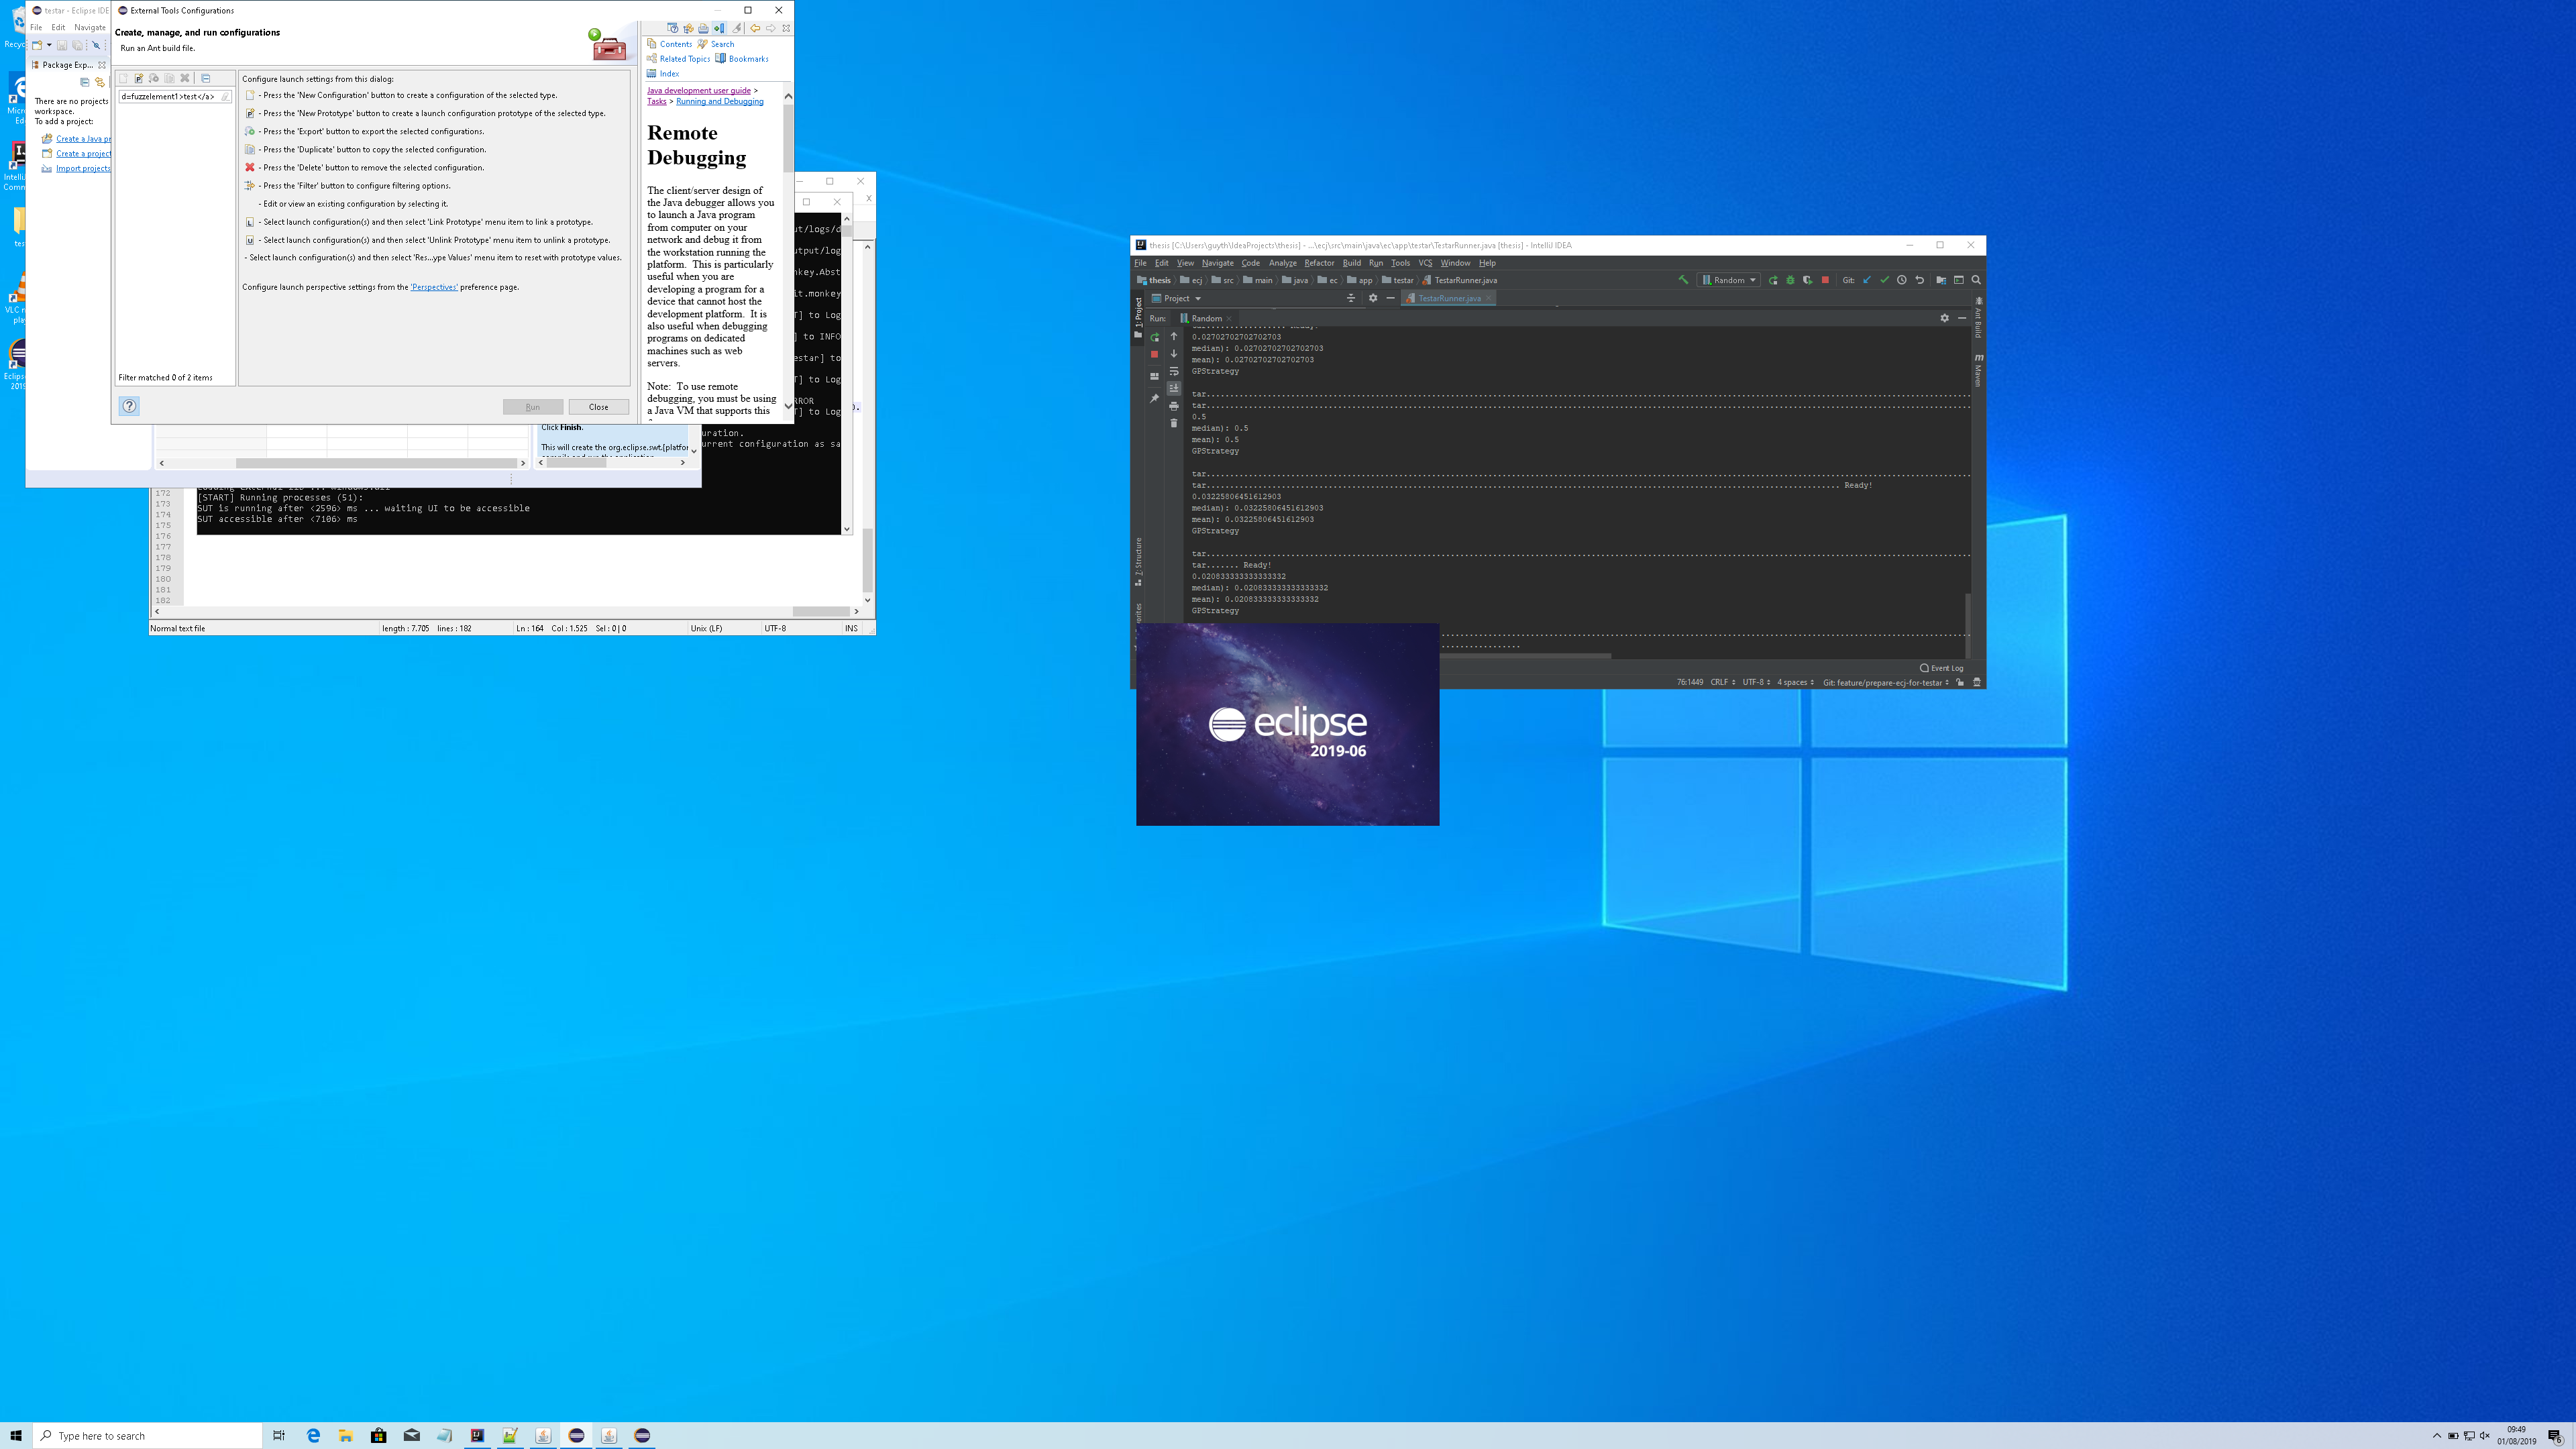 testar - Eclipse IDE
File Edit Navigate
Package Exp...
There are no projects
workspace.
To add a project:
Create a Java pr
Create a project
Import projects
External Tools Configurations
Create, manage, and run configurations
Run an Ant build file.
d=fuzzelement1>test</a>
Filter matched 0 of 2 items
Configure launch settings from this dialog:
- Press the 'New Configuration' button to create a configuration of the selected type.
- Press the 'New Prototype' button to create a launch configuration prototype of the selected type.
- Press the 'Export' button to export the selected configurations.
- Press the 'Duplicate' button to copy the selected configuration.
- Press the 'Delete' button to remove the selected configuration.
- Press the 'Filter' button to configure filtering options.
- Edit or view an existing configuration by selecting it.
- Select launch configuration(s) and then select 'Link Prototype' menu item to link a prototype.
- Select launch configuration(s) and then select 'Unlink Prototype' menu item to unlink a prototype.
- Select launch configuration(s) and then select 'Res...ype Values' menu item to reset with prototype values.
Configure launch perspective settings from the 'Perspectives' preference page.
Run Close
Contents Search
Related Topics Bookmarks
Index
Java development user guide >
Tasks > Running and Debugging
Remote
Debugging
The client/server design of
the Java debugger allows you
to launch a Java program
from computer on your
network and debug it from
the workstation running the
platform. This is particularly
useful when you are
developing a program for a
device that cannot host the
development platform. It is
also useful when debugging
programs on dedicated
machines such as web
servers.
Note: To use remote
debugging, you must be using
a Java VM that supports this
Click Finish.
This will create the org.eclipse.swt.[platfor
ut/logs/d
utput/log
nkey.Abst
it.monkey
T] to Log
] to INFO
estar] to
T] to Log
RROR
T] to Log
uration.
urrent configuration as sa
[START] Running processes (51):
SUT is running after <2596> ms ... waiting UI to be accessible
SUT accessible after <7106> ms
172
173
174
175
176
177
178
179
180
181
182
Normal text file length : 7.705 lines : 182 Ln : 164 Col : 1.525 Sel : 0 | 0 Unix (LF) UTF-8 INS
thesis [C:\Users\guyth\IdeaProjects\thesis] - ...\ecj\src\main\java\ec\app\testar\TestarRunner.java [thesis] - IntelliJ IDEA
File Edit View Navigate Code Analyze Refactor Build Run Tools VCS Window Help
thesis ecj src main java ec app testar TestarRunner.java Random Git:
Project TestarRunner.java
Run: Random
0.02702702702702703
median): 0.02702702702702703
mean): 0.02702702702702703
GPStrategy
0.5
median): 0.5
mean): 0.5
GPStrategy
Ready!
0.03225806451612903
median): 0.03225806451612903
mean): 0.03225806451612903
GPStrategy
tar....... Ready!
0.020833333333333332
median): 0.020833333333333332
mean): 0.020833333333333332
GPStrategy
1: Project
7: Structure
Ant Build
Maven
Event Log
76:1449 CRLF UTF-8 4 spaces Git: feature/prepare-ecj-for-testar
eclipse
2019-06
Type here to search
09:49
01/08/2019